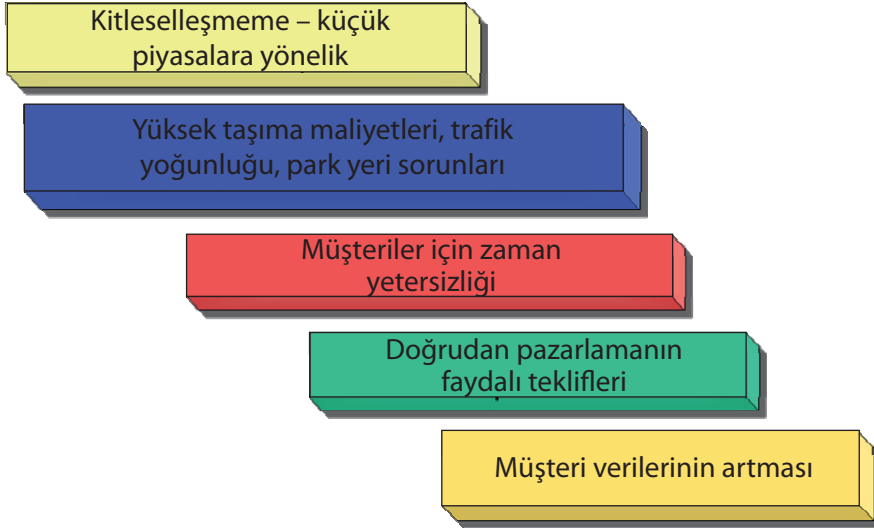 Kitleselleşmeme – küçük
piyasalara yönelik
Yüksek taşıma maliyetleri, trafik
yoğunluğu, park yeri sorunları
Müşteriler için zaman
yetersizliği
Doğrudan pazarlamanın
faydalı teklifleri
Müşteri verilerinin artması